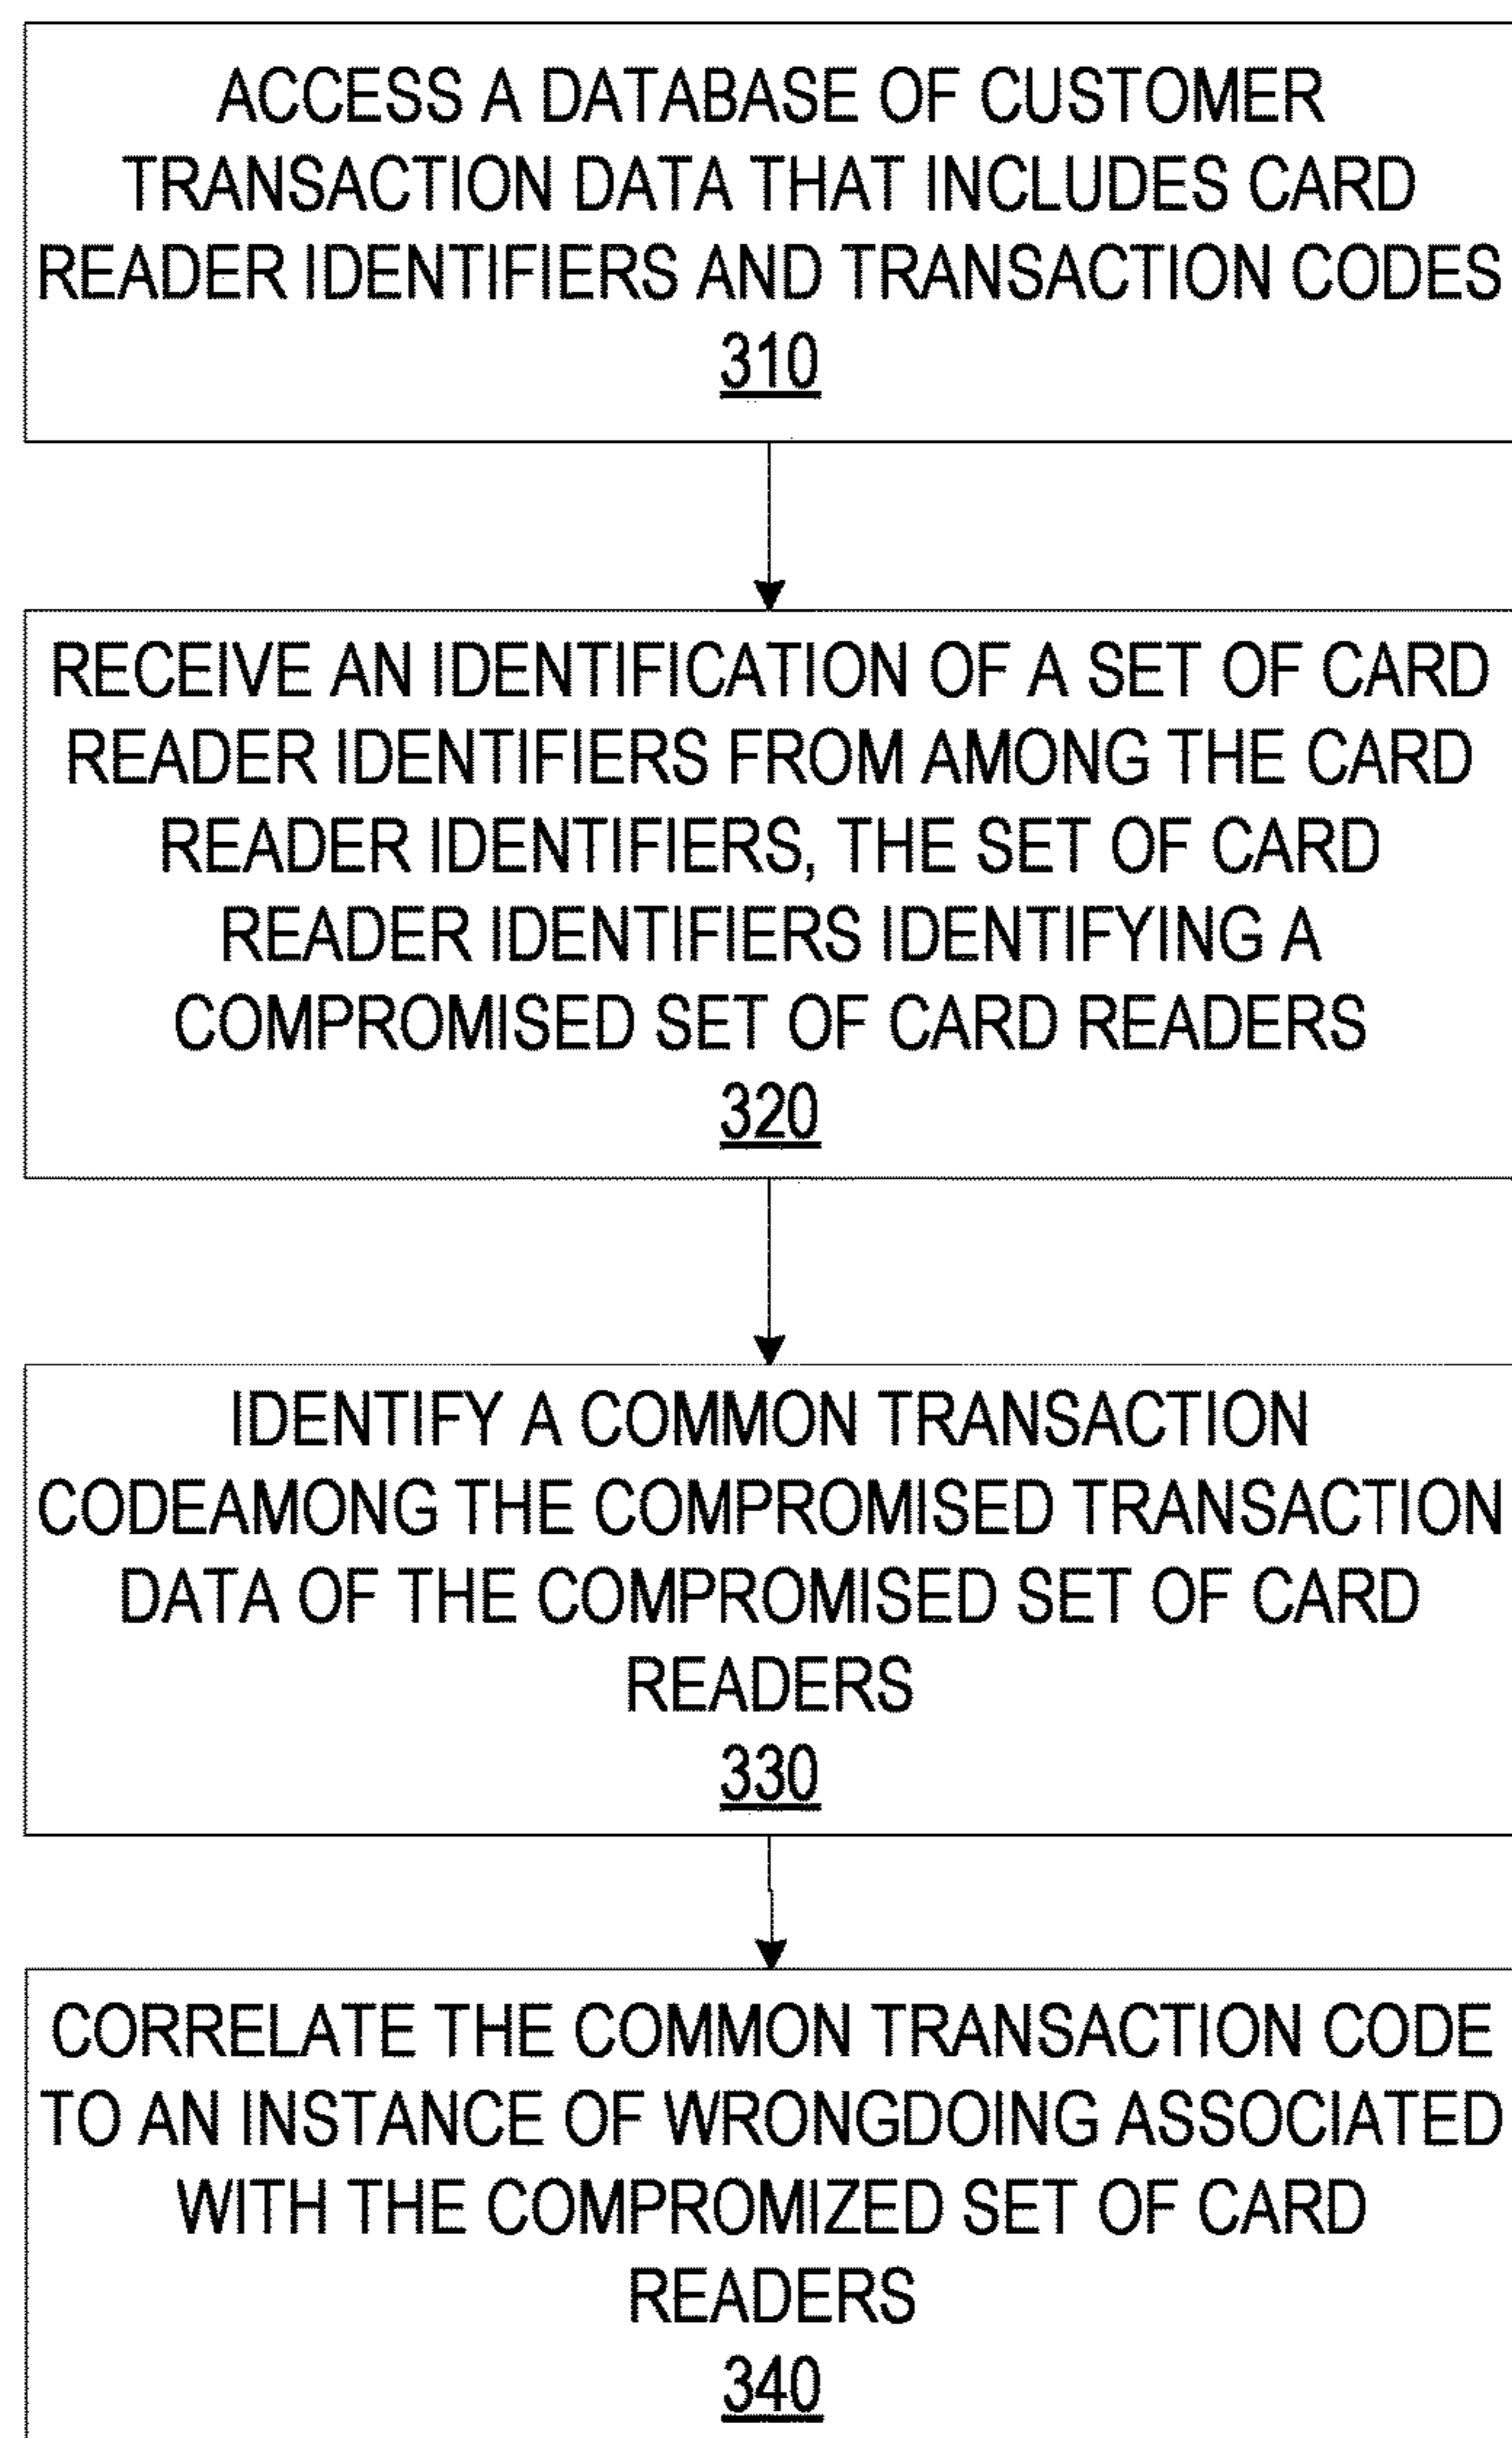 ACCESS A DATABASE OF CUSTOMER
TRANSACTION DATA THAT INCLUDES CARD
READER IDENTIFIERS AND TRANSACTION CODES
310
RECEIVE AN IDENTIFICATION OF A SET OF CARD
READER IDENTIFIERS FROM AMONG THE CARD
READER IDENTIFIERS, THE SET OF CARD
READER IDENTIFIERS IDENTIFYING A
COMPROMISED SET OF CARD READERS
320
IDENTIFY A COMMON TRANSACTION
CODEAMONG THE COMPROMISED TRANSACTION
DATA OF THE COMPROMISED SET OF CARD
READERS
330
CORRELATE THE COMMON TRANSACTION CODE
TO AN INSTANCE OF WRONGDOING ASSOCIATED
WITH THE COMPROMIZED SET OF CARD
READERS
340